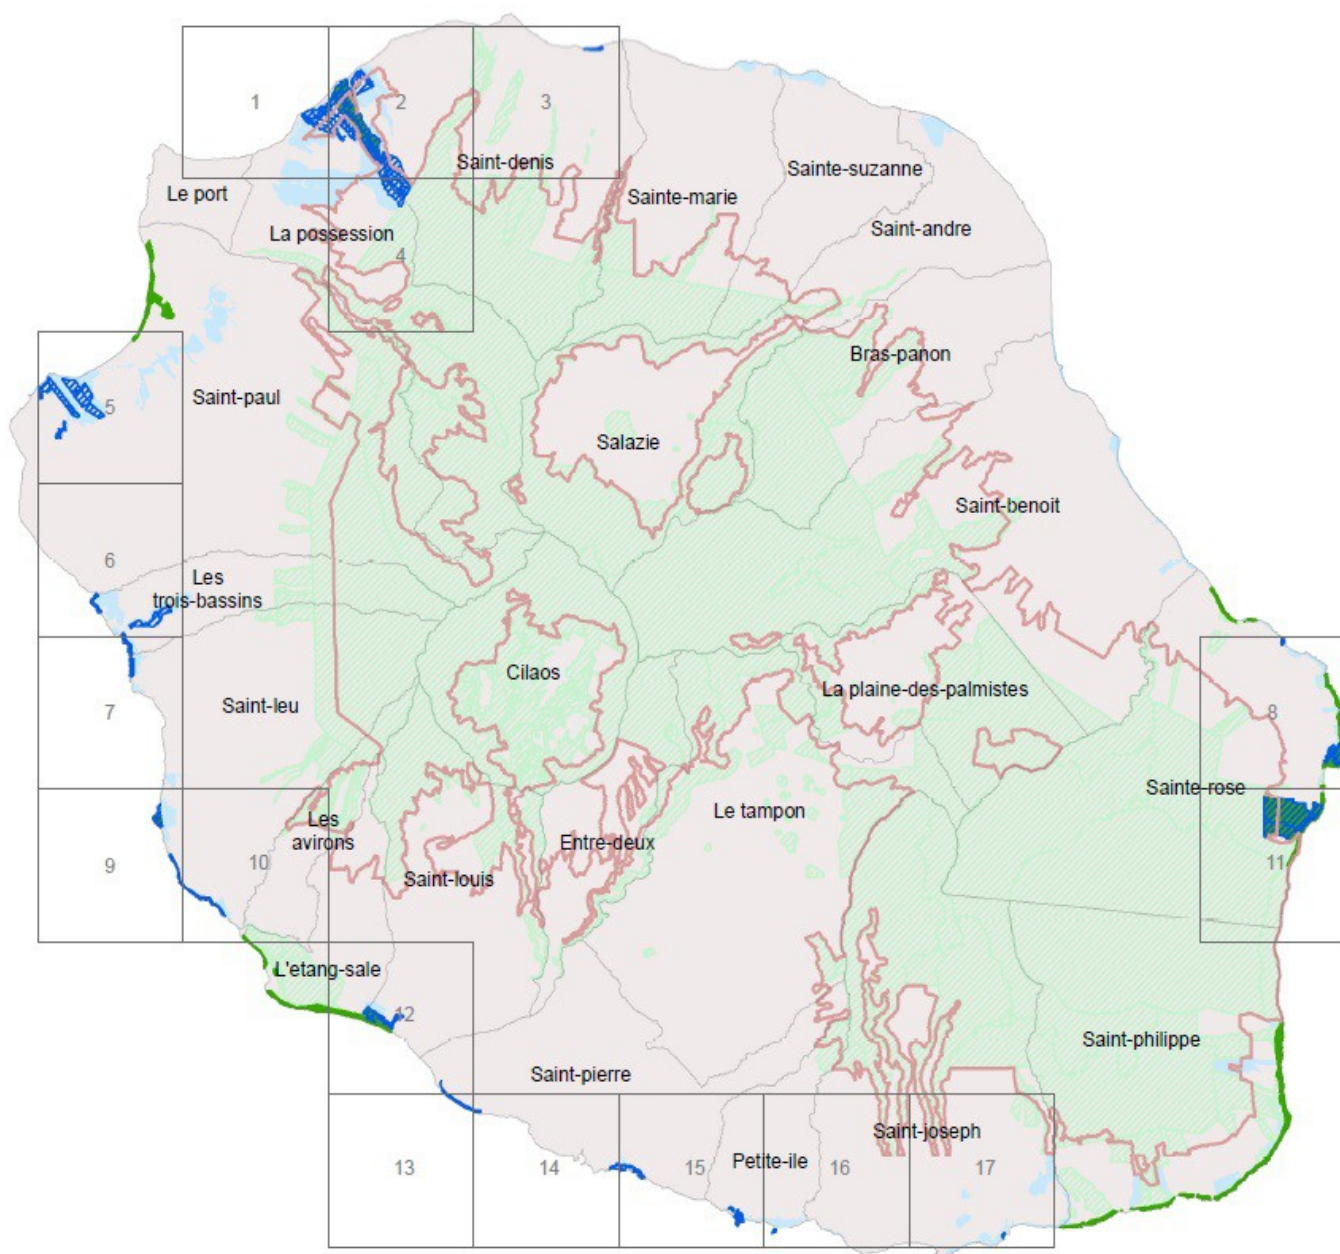 1
2
3
Saint-denis
Sainte-suzanne
Le port
Sainte-marie
Saint-andre
La possession
4
Bras-panon
Saint-paul
5
Salazie
Saint-benoit
6
Les
trois-bassins
Cilaos
La plaine-des-palmistes
7
Saint-leu
8
Sainte-rose
Le tampon
Les
avirons
Entre-deux
9
10
Saint-louis
11
L'etang-sale
12
Saint-philippe
Saint-pierre
Saint-joseph
13
14
15
Petite-ile
16
17